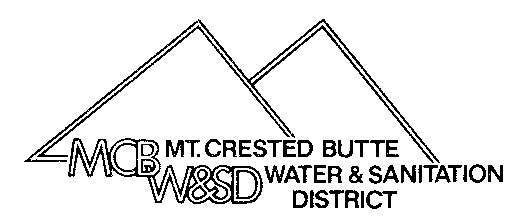 MCB MT. CRESTED BUTTE
W&SD WATER & SANITATION
DISTRICT